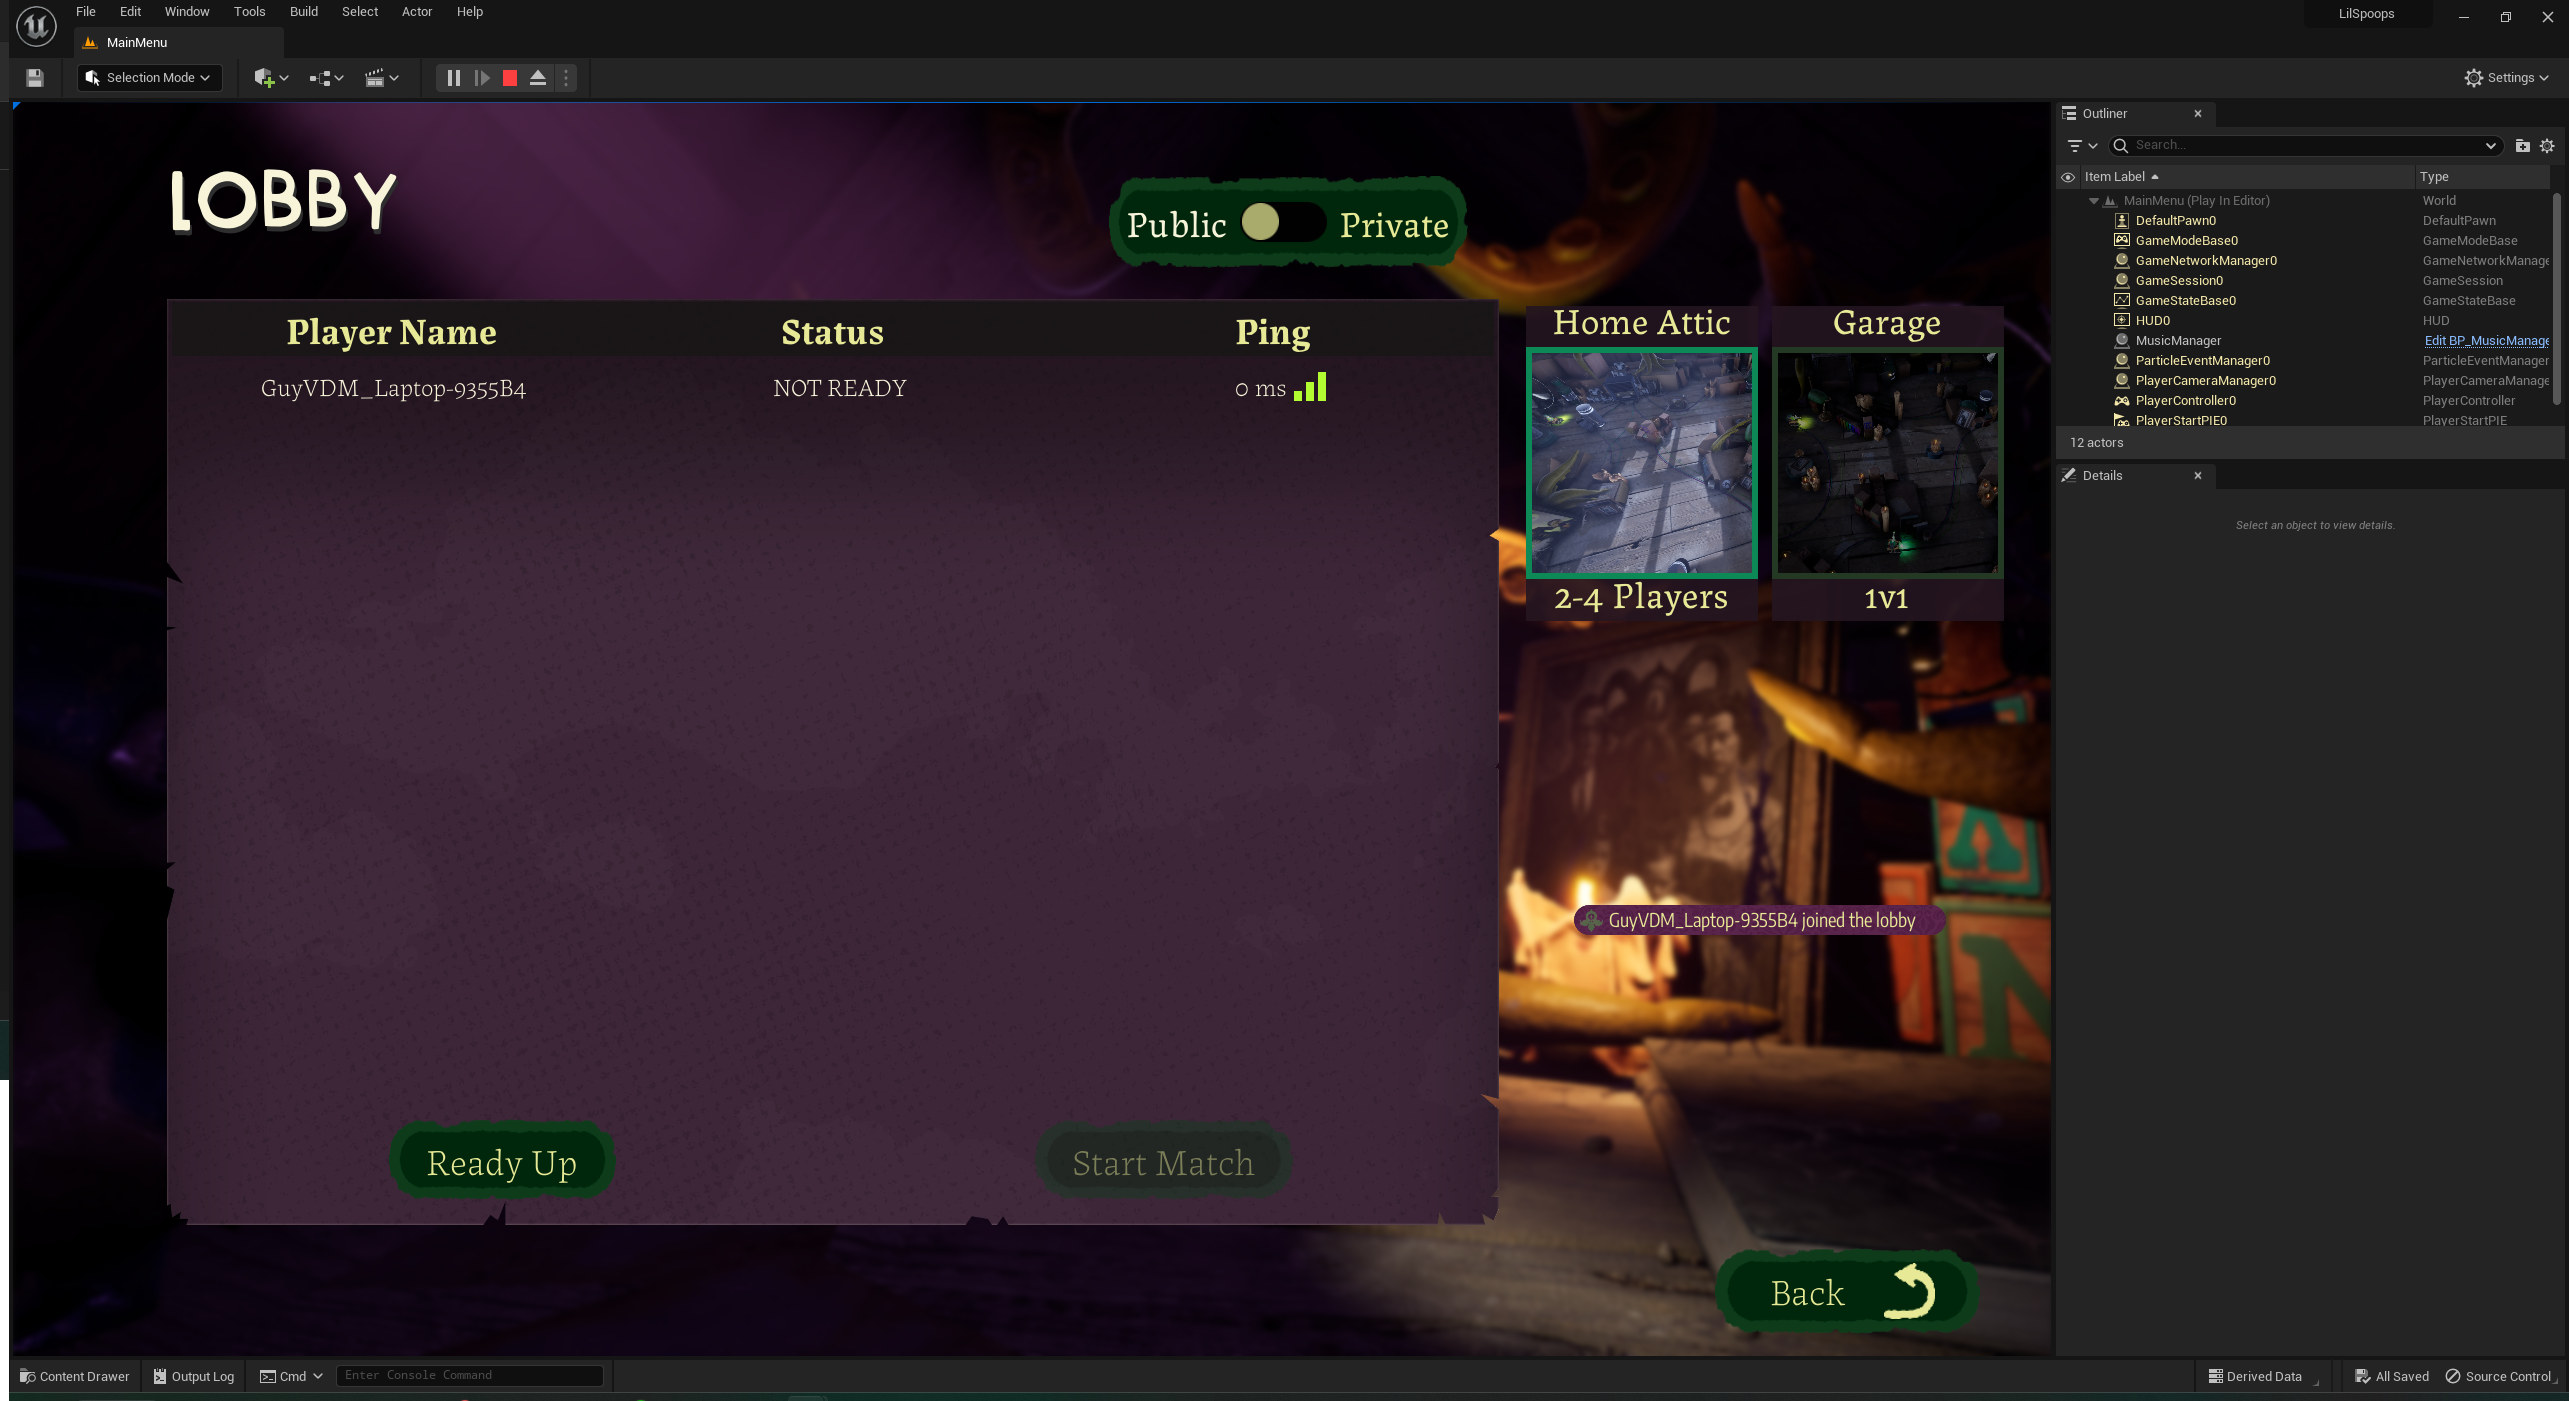 File Edit Window Tools Build Select Actor Help
LilSpoops
MainMenu
Selection Mode
Settings
LOBBY
Public Private
Player Name Status Ping
GuyVDM_Laptop-9355B4 NOT READY 0 ms
Home Attic
2-4 Players
Garage
1v1
GuyVDM_Laptop-9355B4 joined the lobby
Ready Up
Start Match
Back
Outliner
Search...
Item Label Type
MainMenu (Play In Editor) World
DefaultPawn0 DefaultPawn
GameModeBase0 GameModeBase
GameNetworkManager0 GameNetworkManage
GameSession0 GameSession
GameStateBase0 GameStateBase
HUD0 HUD
MusicManager Edit BP_MusicManage
ParticleEventManager0 ParticleEventManager
PlayerCameraManager0 PlayerCameraManage
PlayerController0 PlayerController
PlayerStartPIE0 PlayerStartPIE
12 actors
Details
Select an object to view details.
Content Drawer Output Log Cmd Enter Console Command
Derived Data All Saved Source Control